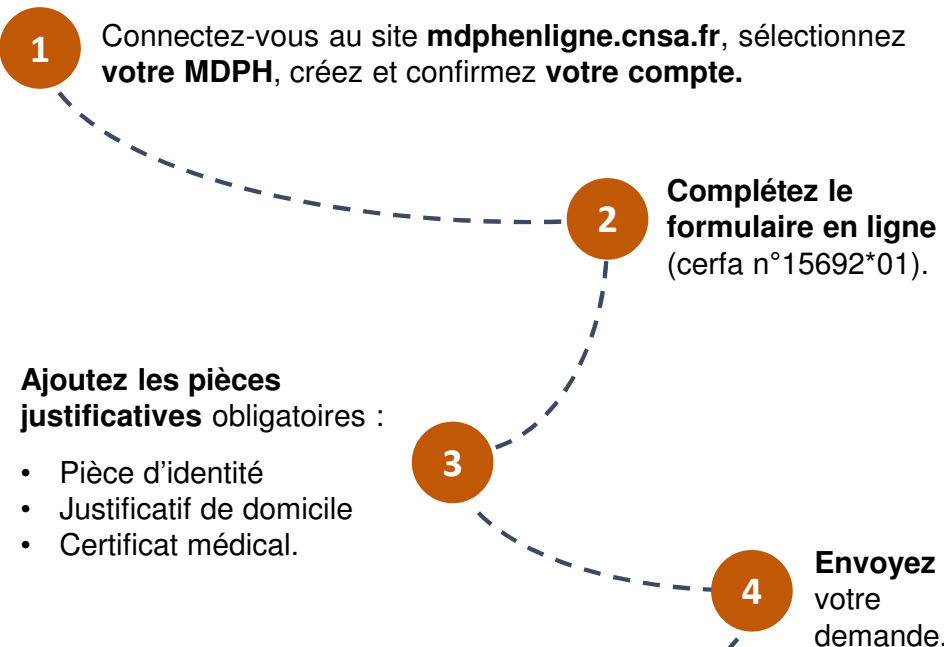 1
Connectez-vous au site mdphenligne.cnsa.fr, sélectionnez
votre MDPH, créez et confirmez votre compte.
2
Complétez le
formulaire en ligne
(cerfa n°15692*01).
Ajoutez les pièces
justificatives obligatoires :
• Pièce d’identité
• Justificatif de domicile
• Certificat médical.
3
4
Envoyez
votre
demande.